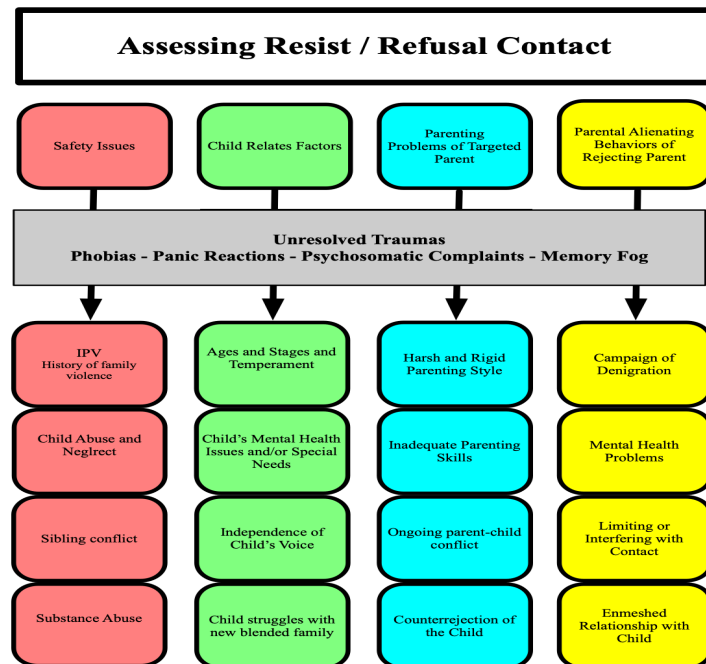 Assessing Resist / Refusal Contact
Safety Issues
Child Relates Factors
Parenting
Problems of Targeted
Parent
Parental Alienating
Behaviors of
Rejecting Parent
Unresolved Traumas
Phobias - Panic Reactions - Psychosomatic Complaints - Memory Fog
IPV
History of family
violence
Ages and Stages and
Temperament
Harsh and Rigid
Parenting Style
Campaign of
Denigration
Child Abuse and
Neglrect
Child's Mental Health
Issues and/or Special
Needs
Inadequate Parenting
Skills
Mental Health
Problems
Sibling conflict
Independence of
Child's Voice
Ongoing parent-child
conflict
Limiting or
Interfering with
Contact
Substance Abuse
Child struggles with
new blended family
Counterrejection of
the Child
Enmeshed
Relationship with
Child